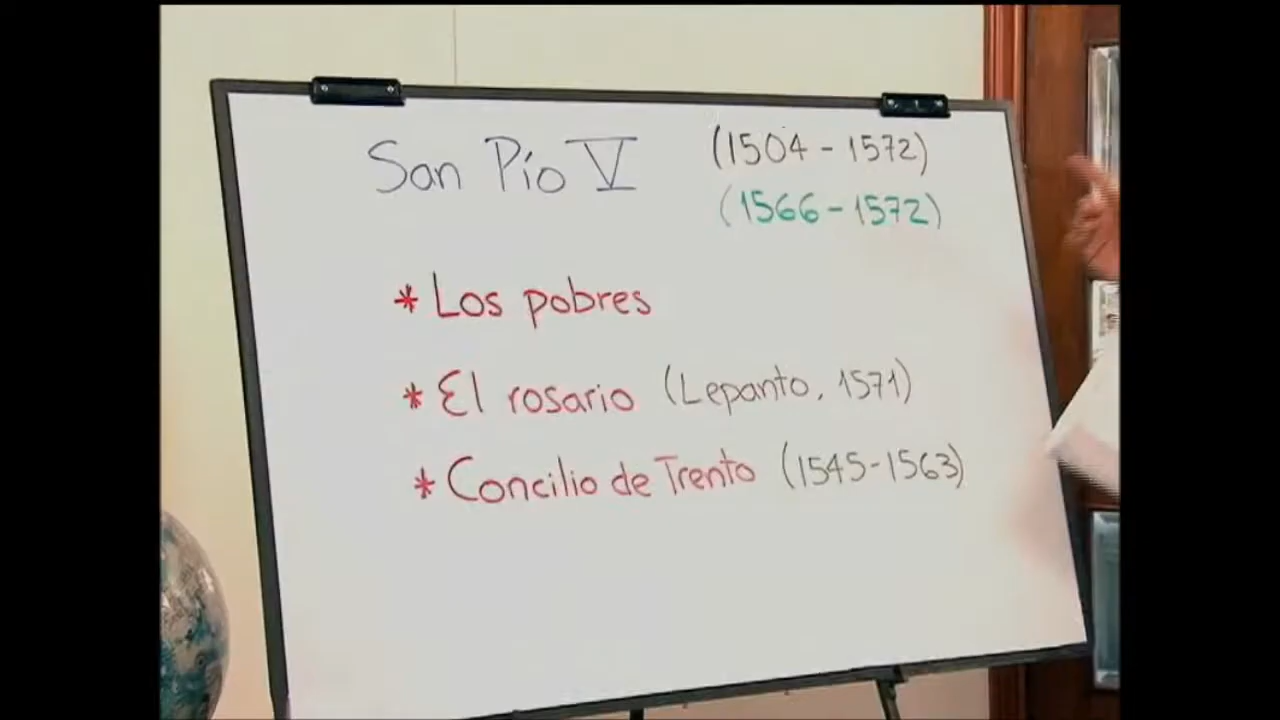 San Pío V (1504 - 1572)
(1566 - 1572)
* Los pobres
* El rosario (Lepanto, 1571)
* Concilio de Trento (1545-1563)